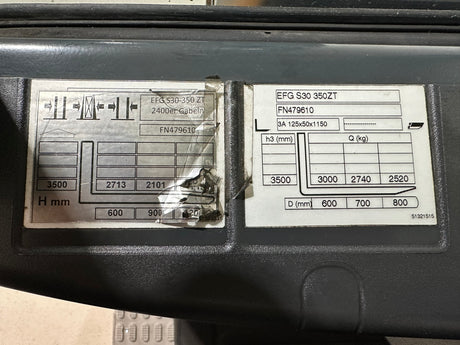 EFG S30-350 ZT
2400er Gabeln
FN479610
3500 2713 2101
H mm
600 900
EFG S30 350ZT
FN479610
3A 125x50x1150
h3 (mm) Q (kg)
3500 3000 2740 2520
D (mm) 600 700 800
51321515